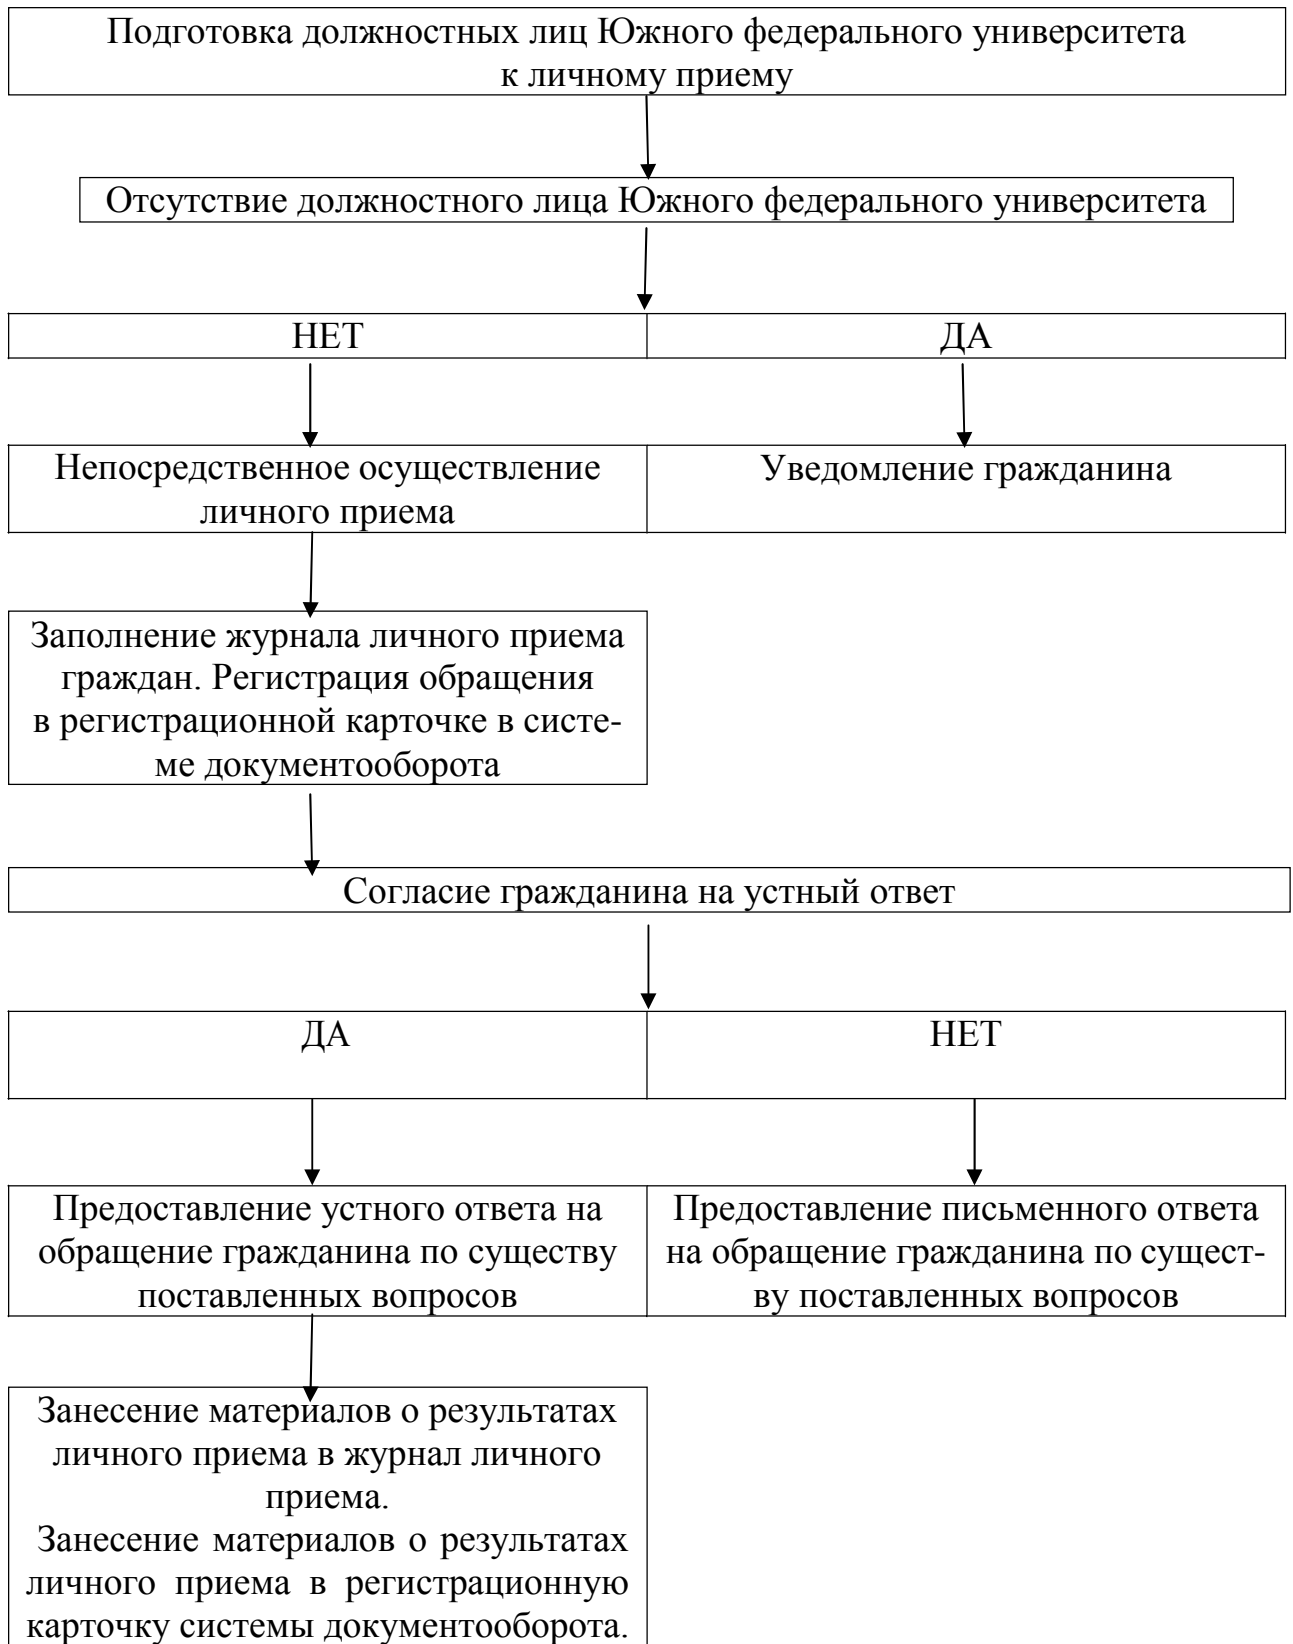 Подготовка должностных лиц Южного федерального университета
к личному приему
Отсутствие должностного лица Южного федерального университета
НЕТ
ДА
Непосредственное осуществление
личного приема
Уведомление гражданина
Заполнение журнала личного приема
граждан. Регистрация обращения
в регистрационной карточке в систе-
ме документооборота
Согласие гражданина на устный ответ
ДА
НЕТ
Предоставление устного ответа на
обращение гражданина по существу
поставленных вопросов
Предоставление письменного ответа
на обращение гражданина по сущест-
ву поставленных вопросов
Занесение материалов о результатах
личного приема в журнал личного
приема.
Занесение материалов о результатах
личного приема в регистрационную
карточку системы документооборота.